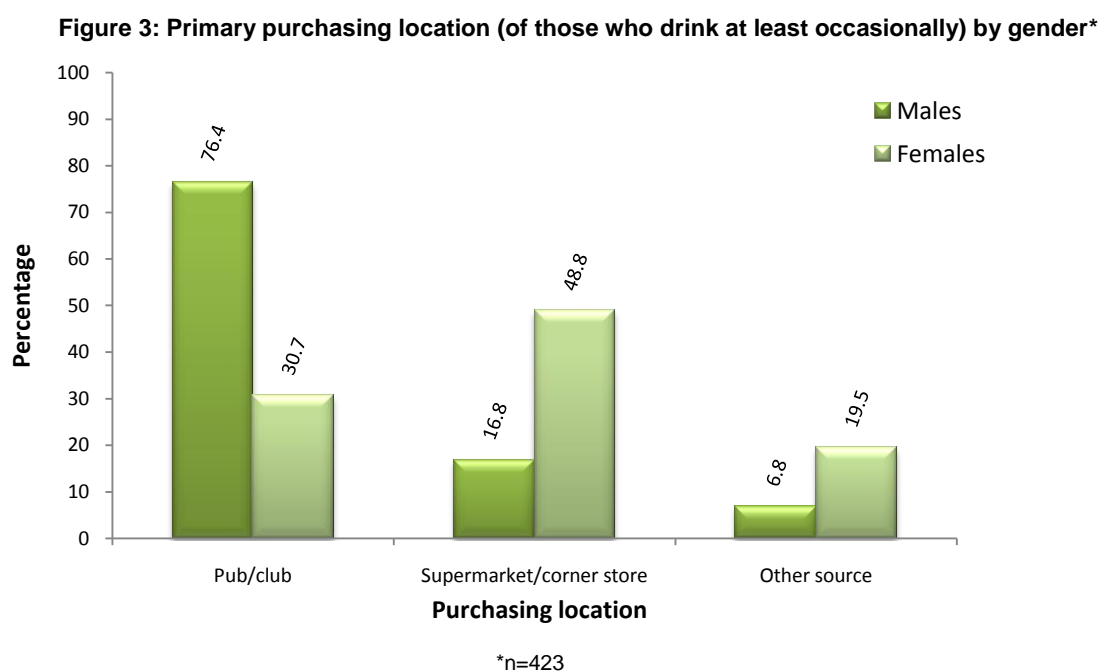 Figure 3: Primary purchasing location (of those who drink at least occasionally) by gender*
100
90
80
70
60
50
40
30
20
10
0
Percentage
76.4
30.7
16.8
48.8
6.8
19.5
Males
Females
Pub/club
Supermarket/corner store
Other source
Purchasing location
*n=423